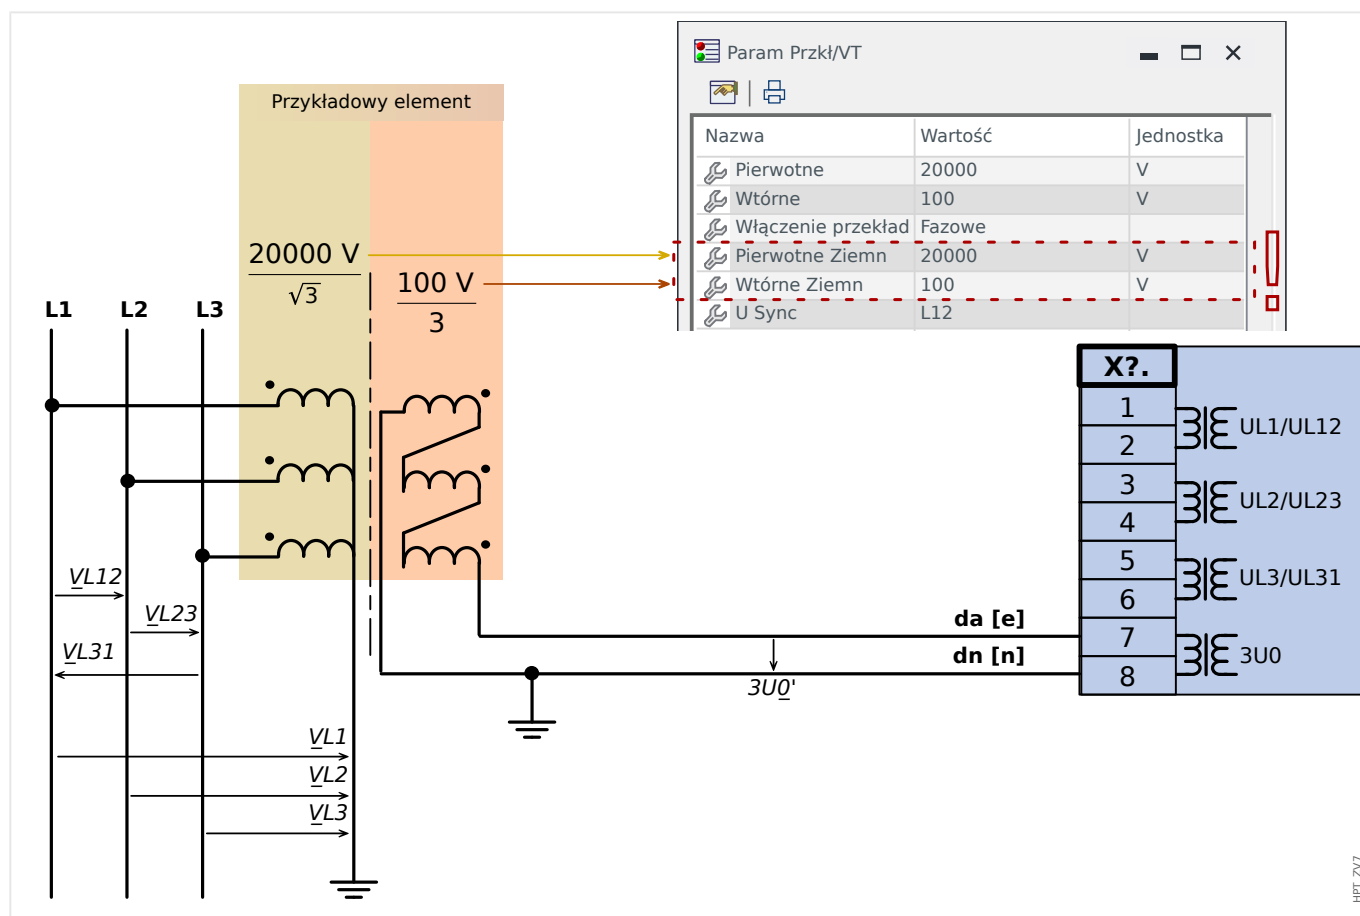 Param Przkł/VT
Nazwa Wartość Jednostka
Pierwotne 20000 V
Wtórne 100 V
Włączenie przekład Fazowe
Pierwotne Ziemn 20000 V
Wtórne Ziemn 100 V
U Sync L12
Przykładowy element
20000 V
√3
100 V
3
L1 L2 L3
VL12
VL23
VL31
VL1
VL2
VL3
da [e]
dn [n]
3U0'
X?.
1
2
UL1/UL12
3
4
UL2/UL23
5
6
UL3/UL31
7
8
3U0
HPT_ZV7